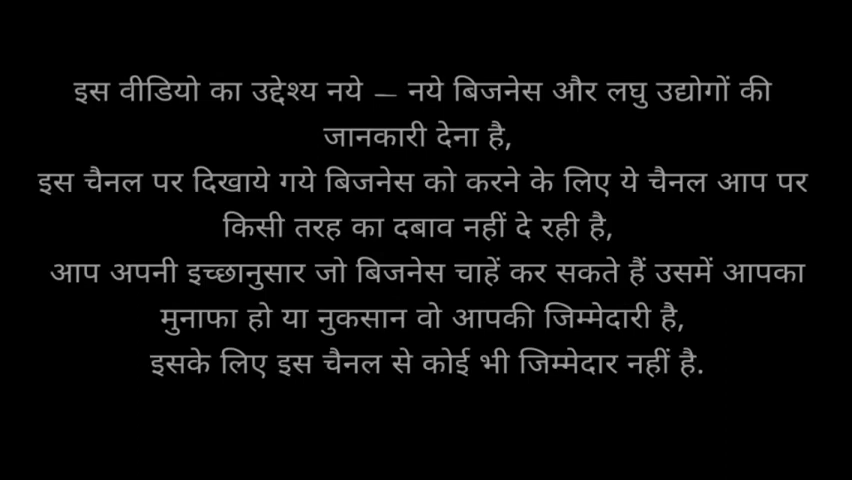 इस वीडियो का उद्देश्य नये – नये बिजनेस और लघु उद्योगों की
जानकारी देना है,
इस चैनल पर दिखाये गये बिजनेस को करने के लिए ये चैनल आप पर
किसी तरह का दबाव नहीं दे रही है,
आप अपनी इच्छानुसार जो बिजनेस चाहें कर सकते हैं उसमें आपका
मुनाफा हो या नुकसान वो आपकी जिम्मेदारी है,
इसके लिए इस चैनल से कोई भी जिम्मेदार नहीं है.